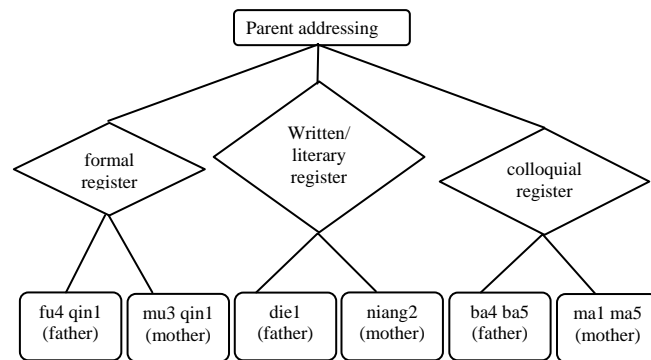 Parent addressing
formal
register
Written/
literary
register
colloquial
register
fu4 qin1
(father)
mu3 qin1
(mother)
die1
(father)
niang2
(mother)
ba4 ba5
(father)
ma1 ma5
(mother)